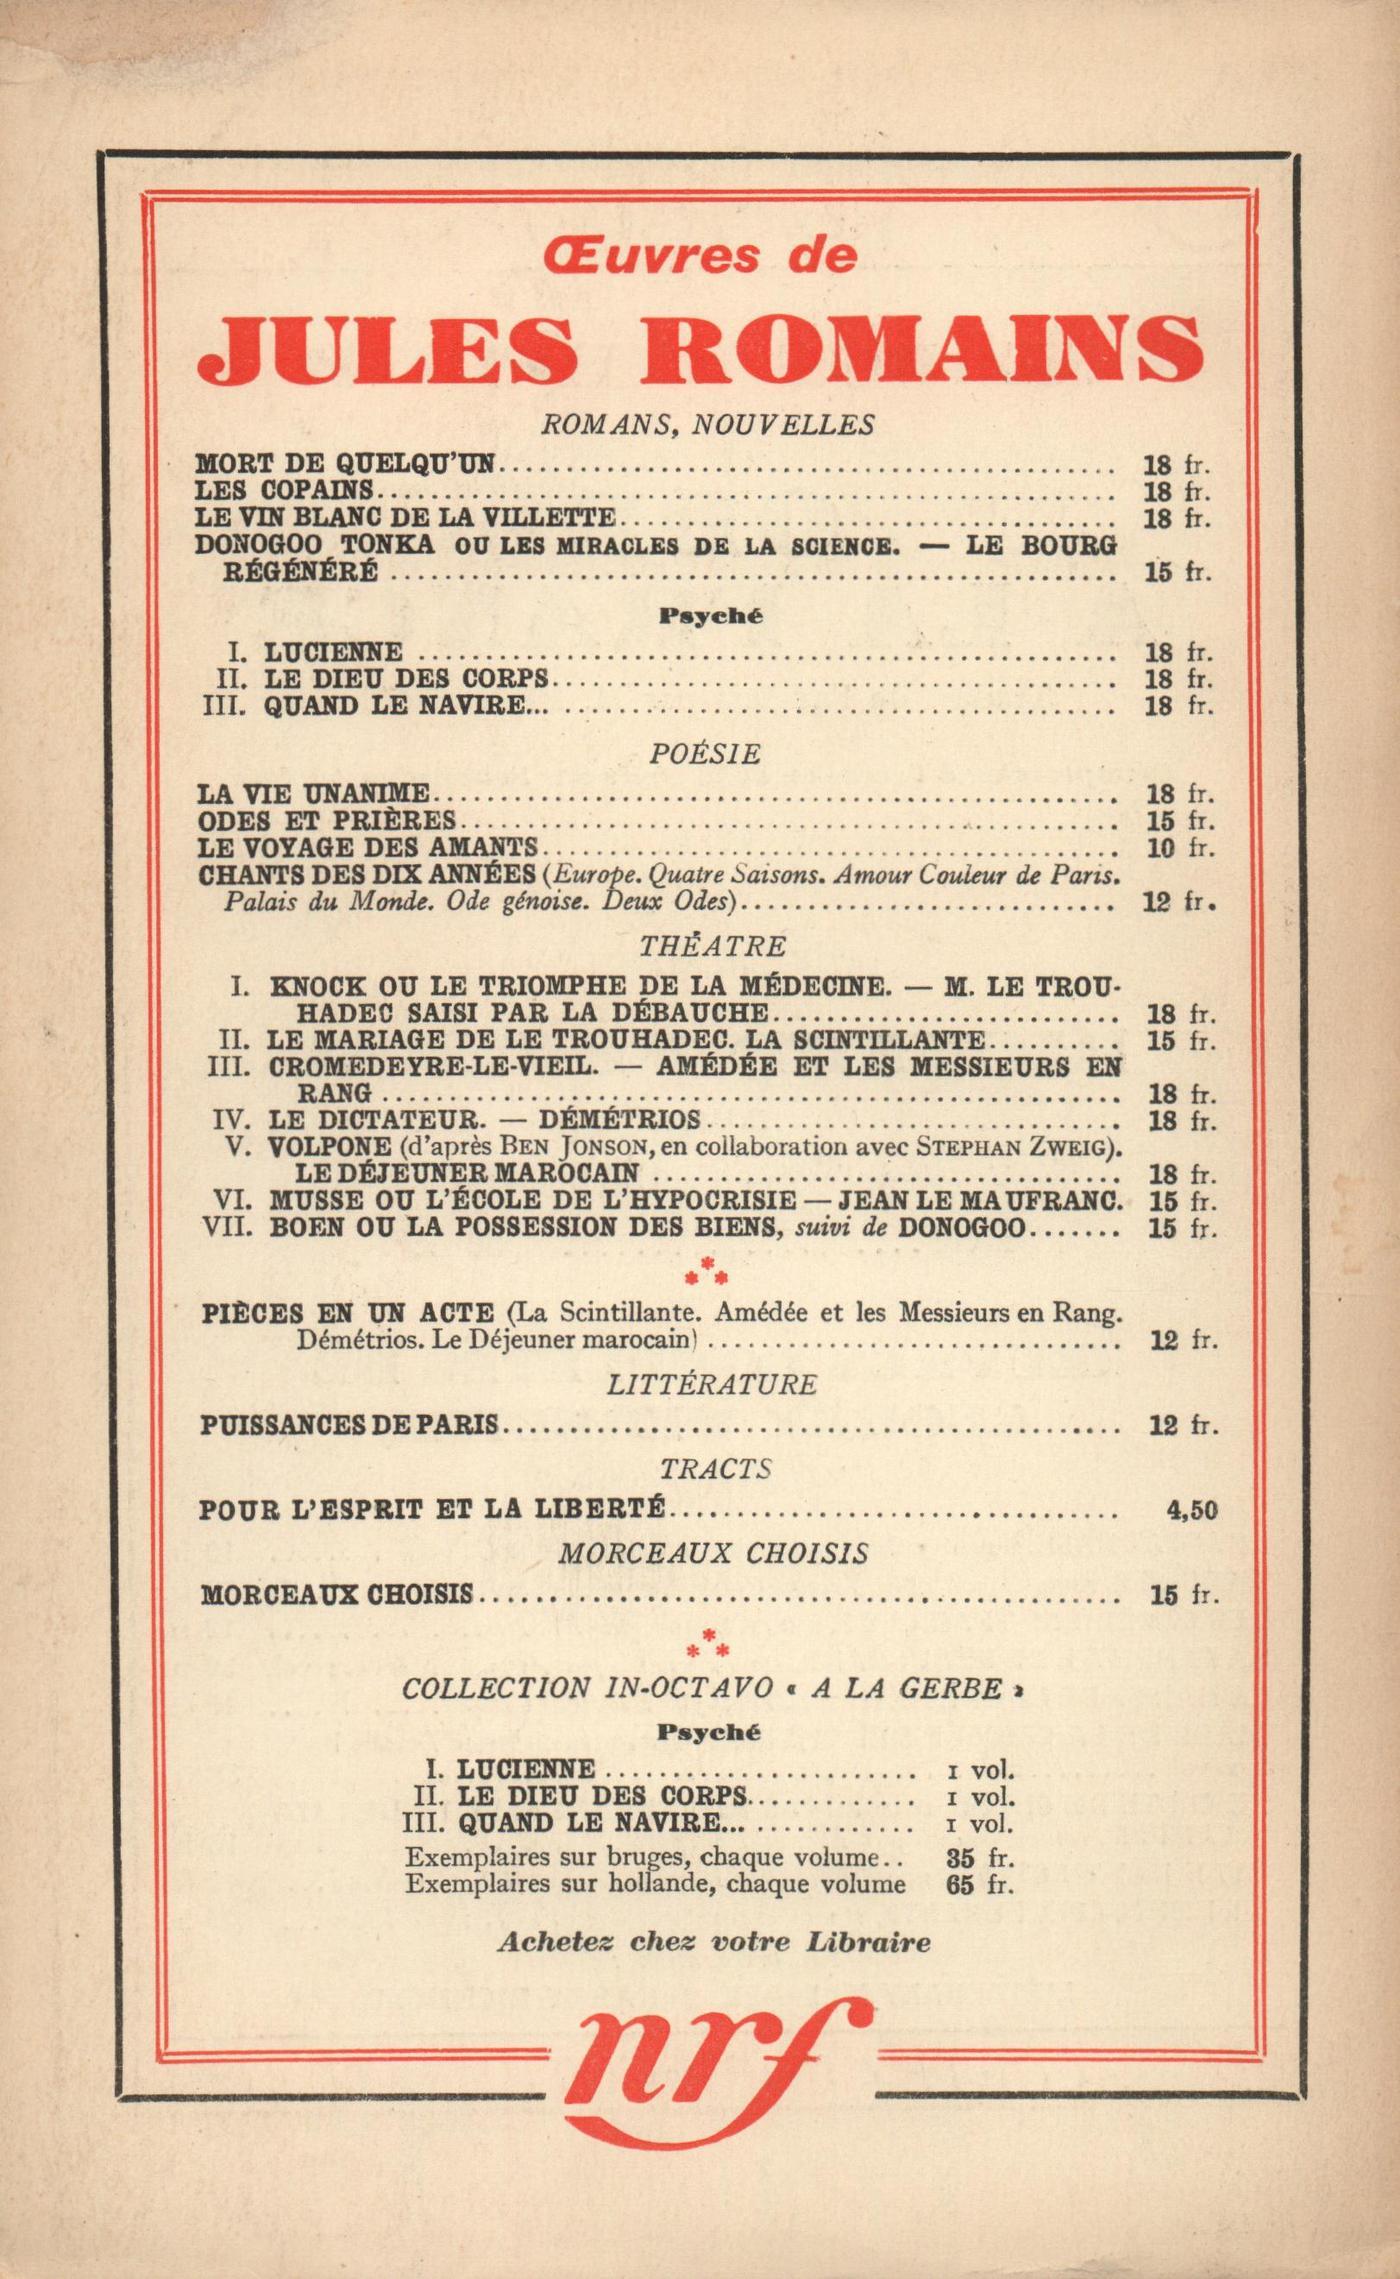 Œuvres de
JULES ROMAINS
ROMANS, NOUVELLES
MORT DE QUELQU'UN........ 18 fr.
LES COPAINS........ 18 fr.
LE VIN BLANC DE LA VILLETTE........ 18 fr.
DONOGOO TONKA OU LES MIRACLES DE LA SCIENCE. — LE BOURG
RÉGÉNÉRÉ ........ 15 fr.
Psyché
I. LUCIENNE ........ 18 fr.
II. LE DIEU DES CORPS........ 18 fr.
III. QUAND LE NAVIRE... ........ 18 fr.
POÉSIE
LA VIE UNANIME........ 18 fr.
ODES ET PRIÈRES........ 15 fr.
LE VOYAGE DES AMANTS........ 10 fr.
CHANTS DES DIX ANNÉES (Europe. Quatre Saisons. Amour Couleur de Paris.
Palais du Monde. Ode génoise. Deux Odes)........ 12 fr.
THÉATRE
I. KNOCK OU LE TRIOMPHE DE LA MÉDECINE. — M. LE TROU-
HADEC SAISI PAR LA DÉBAUCHE........ 18 fr.
II. LE MARIAGE DE LE TROUHADEC. LA SCINTILLANTE........ 15 fr.
III. CROMEDEYRE-LE-VIEIL. — AMÉDÉE ET LES MESSIEURS EN
RANG ........ 18 fr.
IV. LE DICTATEUR. — DÉMÉTRIOS........ 18 fr.
V. VOLPONE (d'après BEN JONSON, en collaboration avec STEPHAN ZWEIG).
LE DÉJEUNER MAROCAIN ........ 18 fr.
VI. MUSSE OU L'ÉCOLE DE L'HYPOCRISIE — JEAN LE MAUFRANC. 15 fr.
VII. BOEN OU LA POSSESSION DES BIENS, suivi de DONOGOO....... 15 fr.
***
PIÈCES EN UN ACTE (La Scintillante. Amédée et les Messieurs en Rang.
Démétrios. Le Déjeuner marocain) ........ 12 fr.
LITTÉRATURE
PUISSANCES DE PARIS........ 12 fr.
TRACTS
POUR L'ESPRIT ET LA LIBERTÉ........ 4,50
MORCEAUX CHOISIS
MORCEAUX CHOISIS........ 15 fr.
***
COLLECTION IN-OCTAVO « A LA GERBE »
Psyché
I. LUCIENNE ........ 1 vol.
II. LE DIEU DES CORPS........ 1 vol.
III. QUAND LE NAVIRE... ........ 1 vol.
Exemplaires sur bruges, chaque volume.. 35 fr.
Exemplaires sur hollande, chaque volume 65 fr.
Achetez chez votre Libraire
nrf